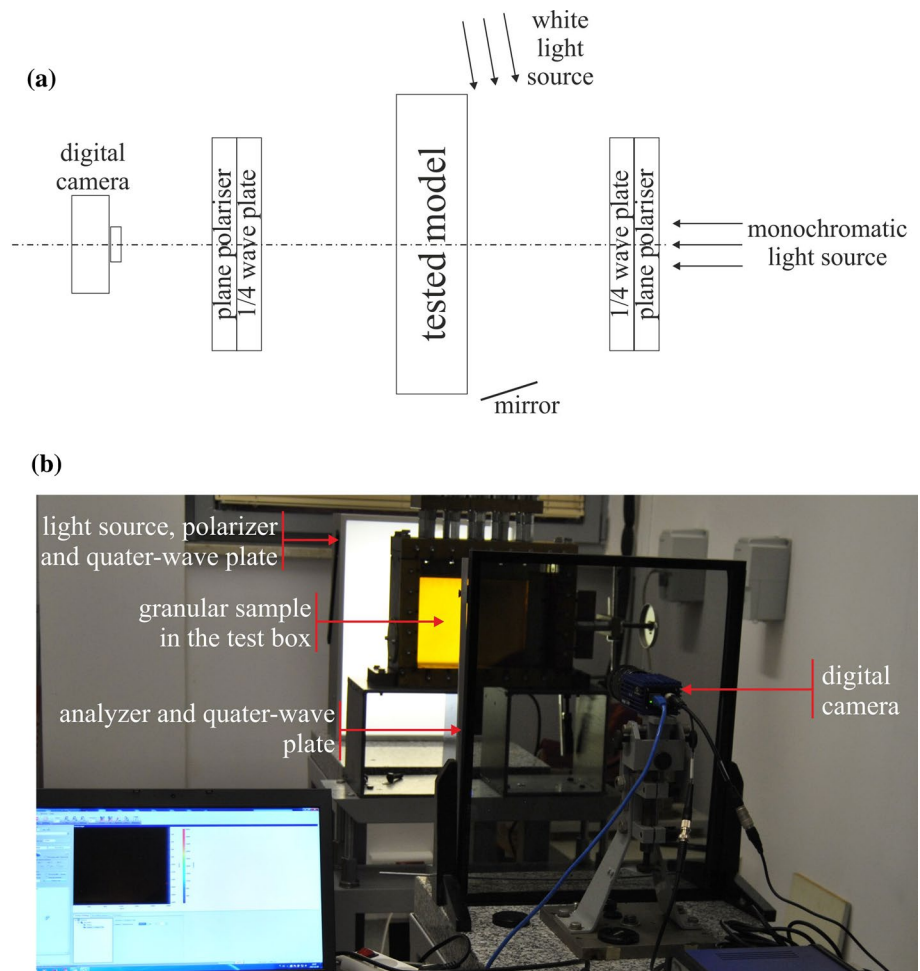 (a)
white
light
source
digital
camera
plane polariser
1/4 wave plate
tested model
1/4 wave plate
plane polariser
monochromatic
light source
mirror
(b)
light source, polarizer
and quater-wave plate
granular sample
in the test box
analyzer and quater-wave
plate
digital
camera